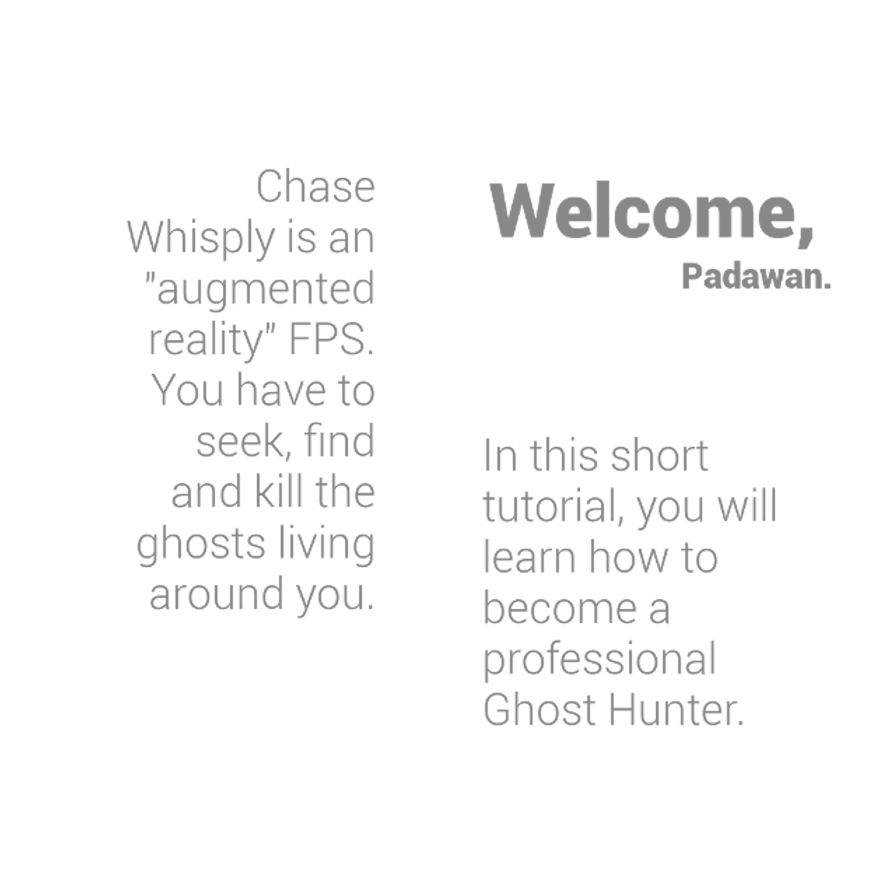 Chase
Whisply is an
"augmented
reality" FPS.
You have to
seek, find
and kill the
ghosts living
around you.
Welcome,
Padawan.
In this short
tutorial, you will
learn how to
become a
professional
Ghost Hunter.